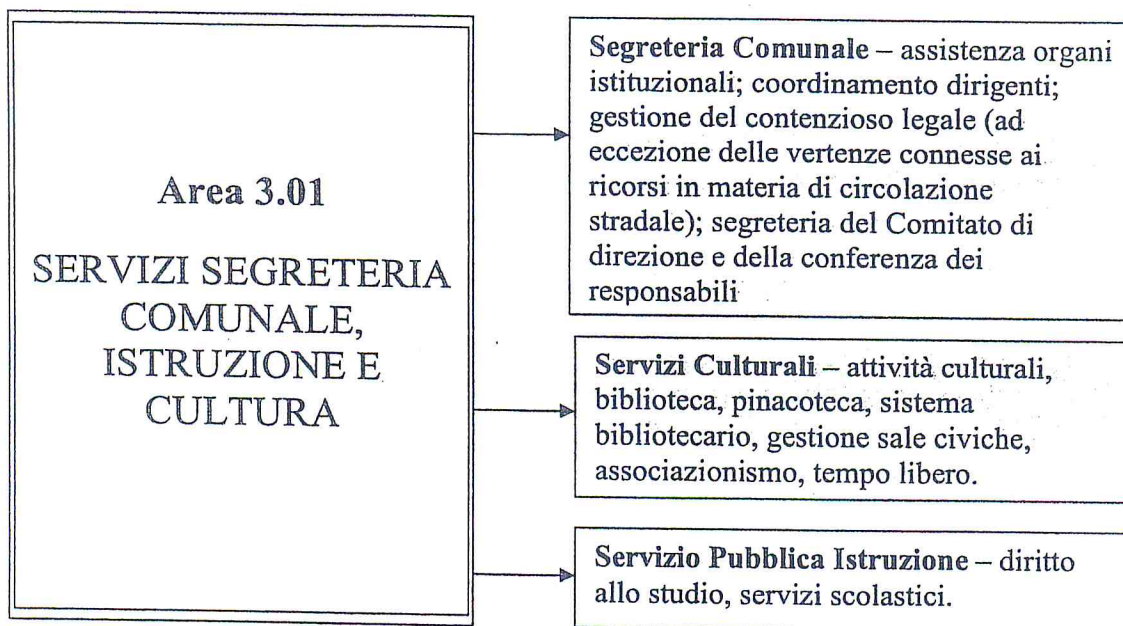 Area 3.01
SERVIZI SEGRETERIA
COMUNALE,
ISTRUZIONE E
CULTURA
Segreteria Comunale – assistenza organi
istituzionali; coordinamento dirigenti;
gestione del contenzioso legale (ad
eccezione delle vertenze connesse ai
ricorsi in materia di circolazione
stradale); segreteria del Comitato di
direzione e della conferenza dei
responsabili
Servizi Culturali – attività culturali,
biblioteca, pinacoteca, sistema
bibliotecario, gestione sale civiche,
associazionismo, tempo libero.
Servizio Pubblica Istruzione – diritto
allo studio, servizi scolastici.